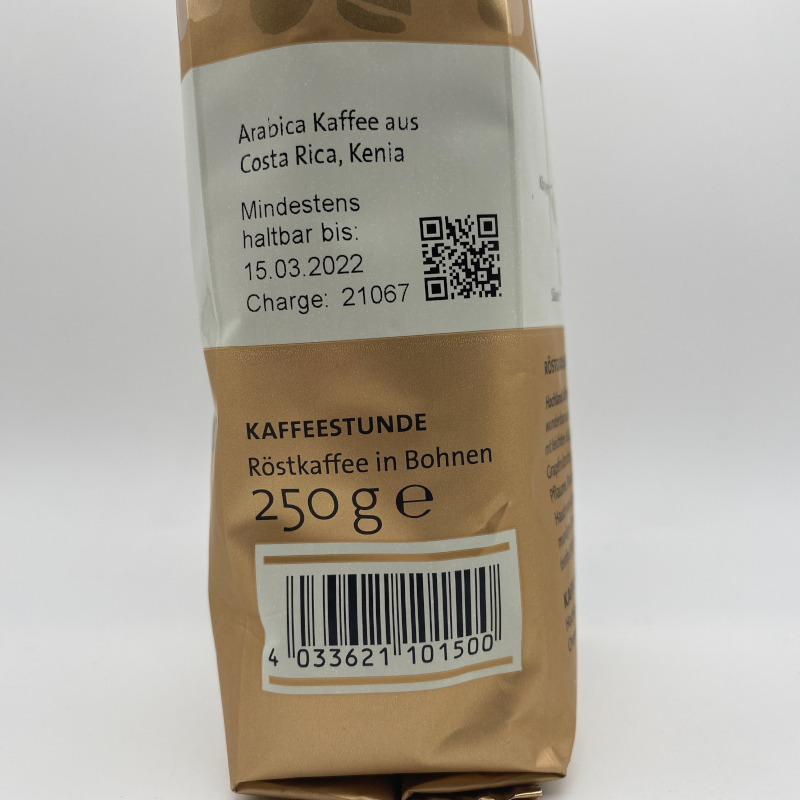 Arabica Kaffee aus
Costa Rica, Kenia
Mindestens
haltbar bis:
15.03.2022
Charge: 21067
KAFFEESTUNDE
Röstkaffee in Bohnen
250 g ℮
4 033621 101500